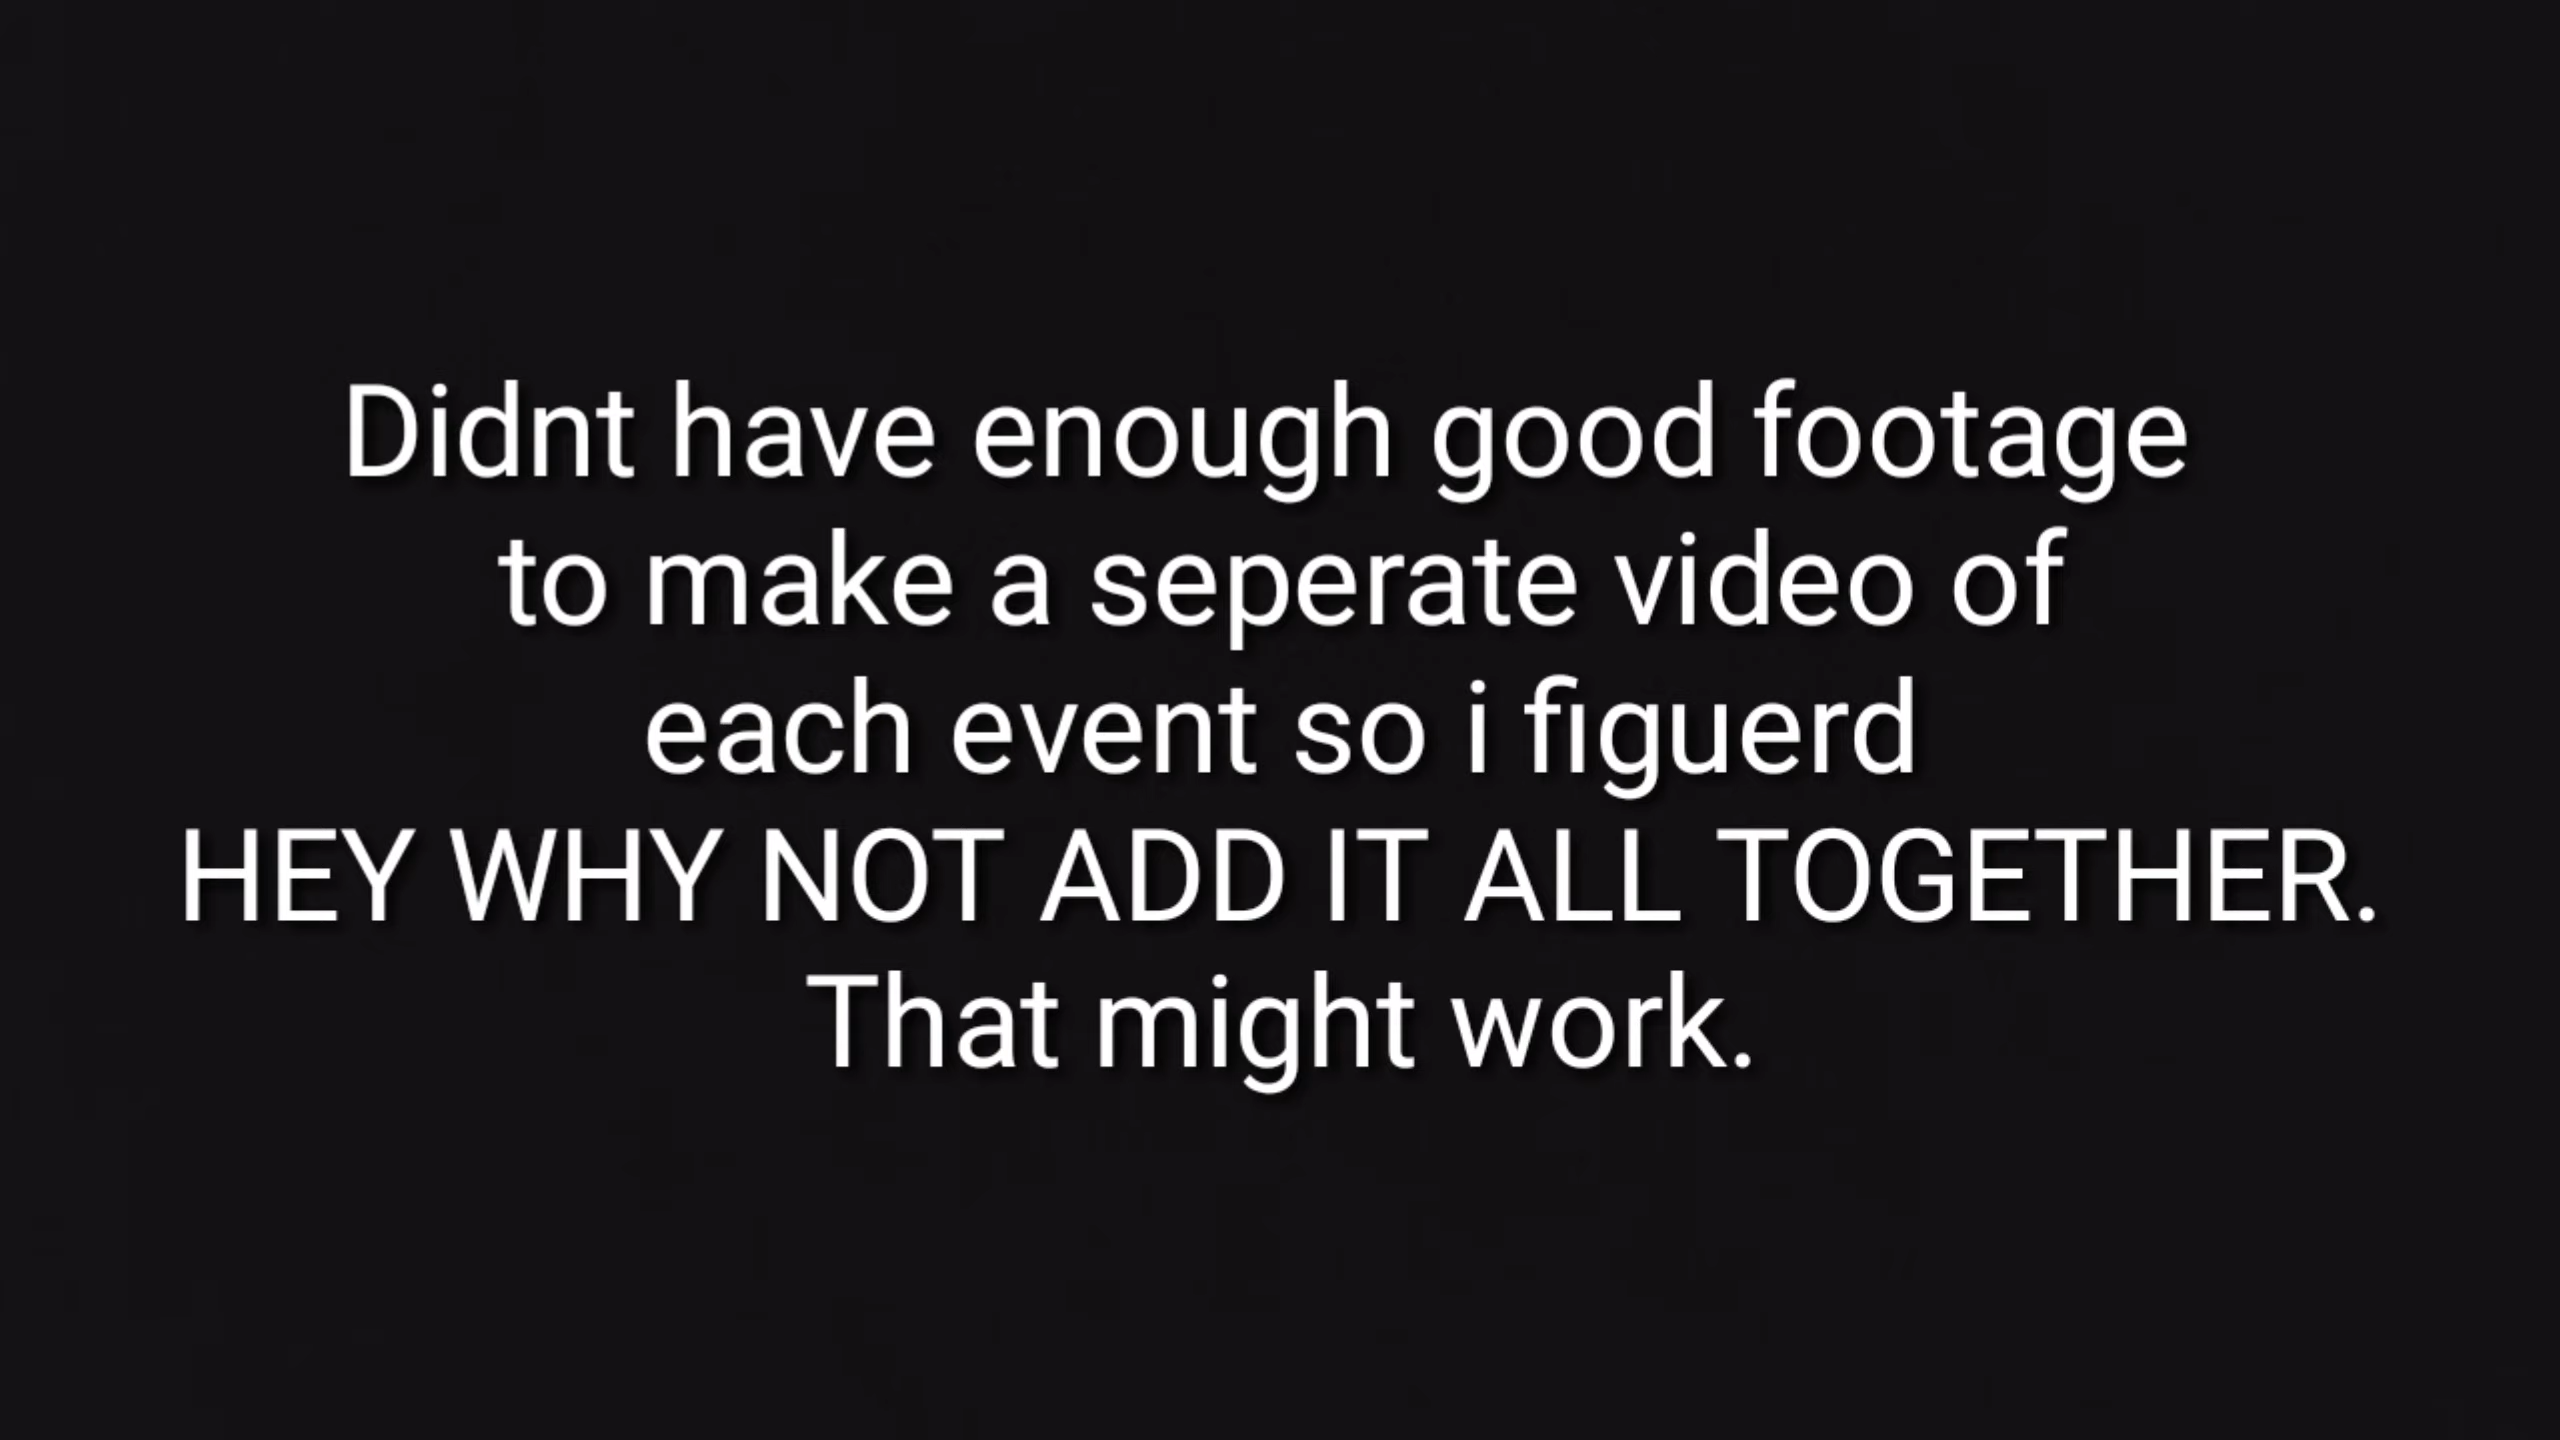 Didnt have enough good footage
to make a seperate video of
each event so i figuerd
HEY WHY NOT ADD IT ALL TOGETHER.
That might work.